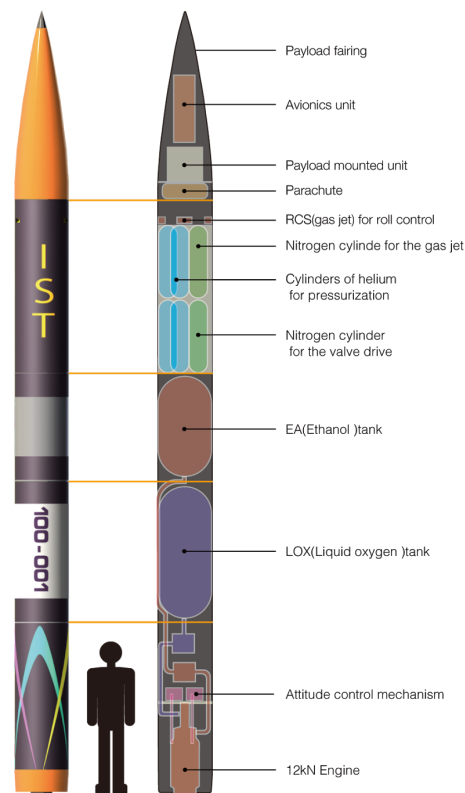 Payload fairing
Avionics unit
Payload mounted unit
Parachute
RCS(gas jet) for roll control
Nitrogen cylinde for the gas jet
IST
Cylinders of helium
for pressurization
Nitrogen cylinder
for the valve drive
EA(Ethanol )tank
100-001
LOX(Liquid oxygen )tank
Attitude control mechanism
12kN Engine